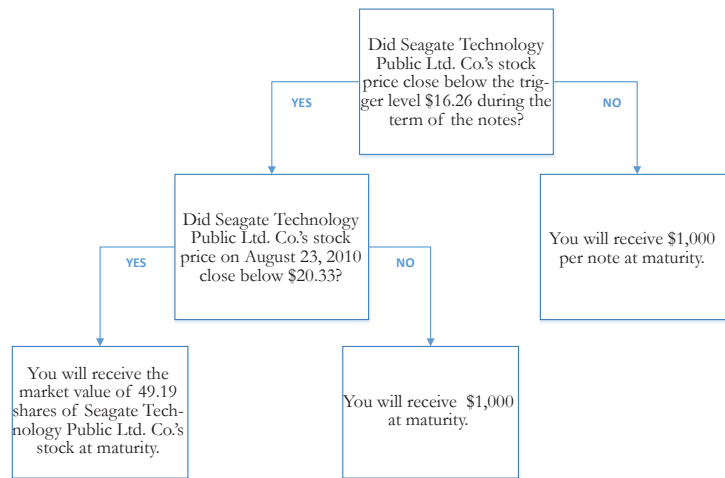 Did Seagate Technology
Public Ltd. Co.'s stock
price close below the trig-
ger level $16.26 during the
term of the notes?
YES
NO
Did Seagate Technology
Public Ltd. Co.'s stock
price on August 23, 2010
close below $20.33?
You will receive $1,000
per note at maturity.
YES
NO
You will receive the
market value of 49.19
shares of Seagate Tech-
nology Public Ltd. Co.'s
stock at maturity.
You will receive $1,000
at maturity.